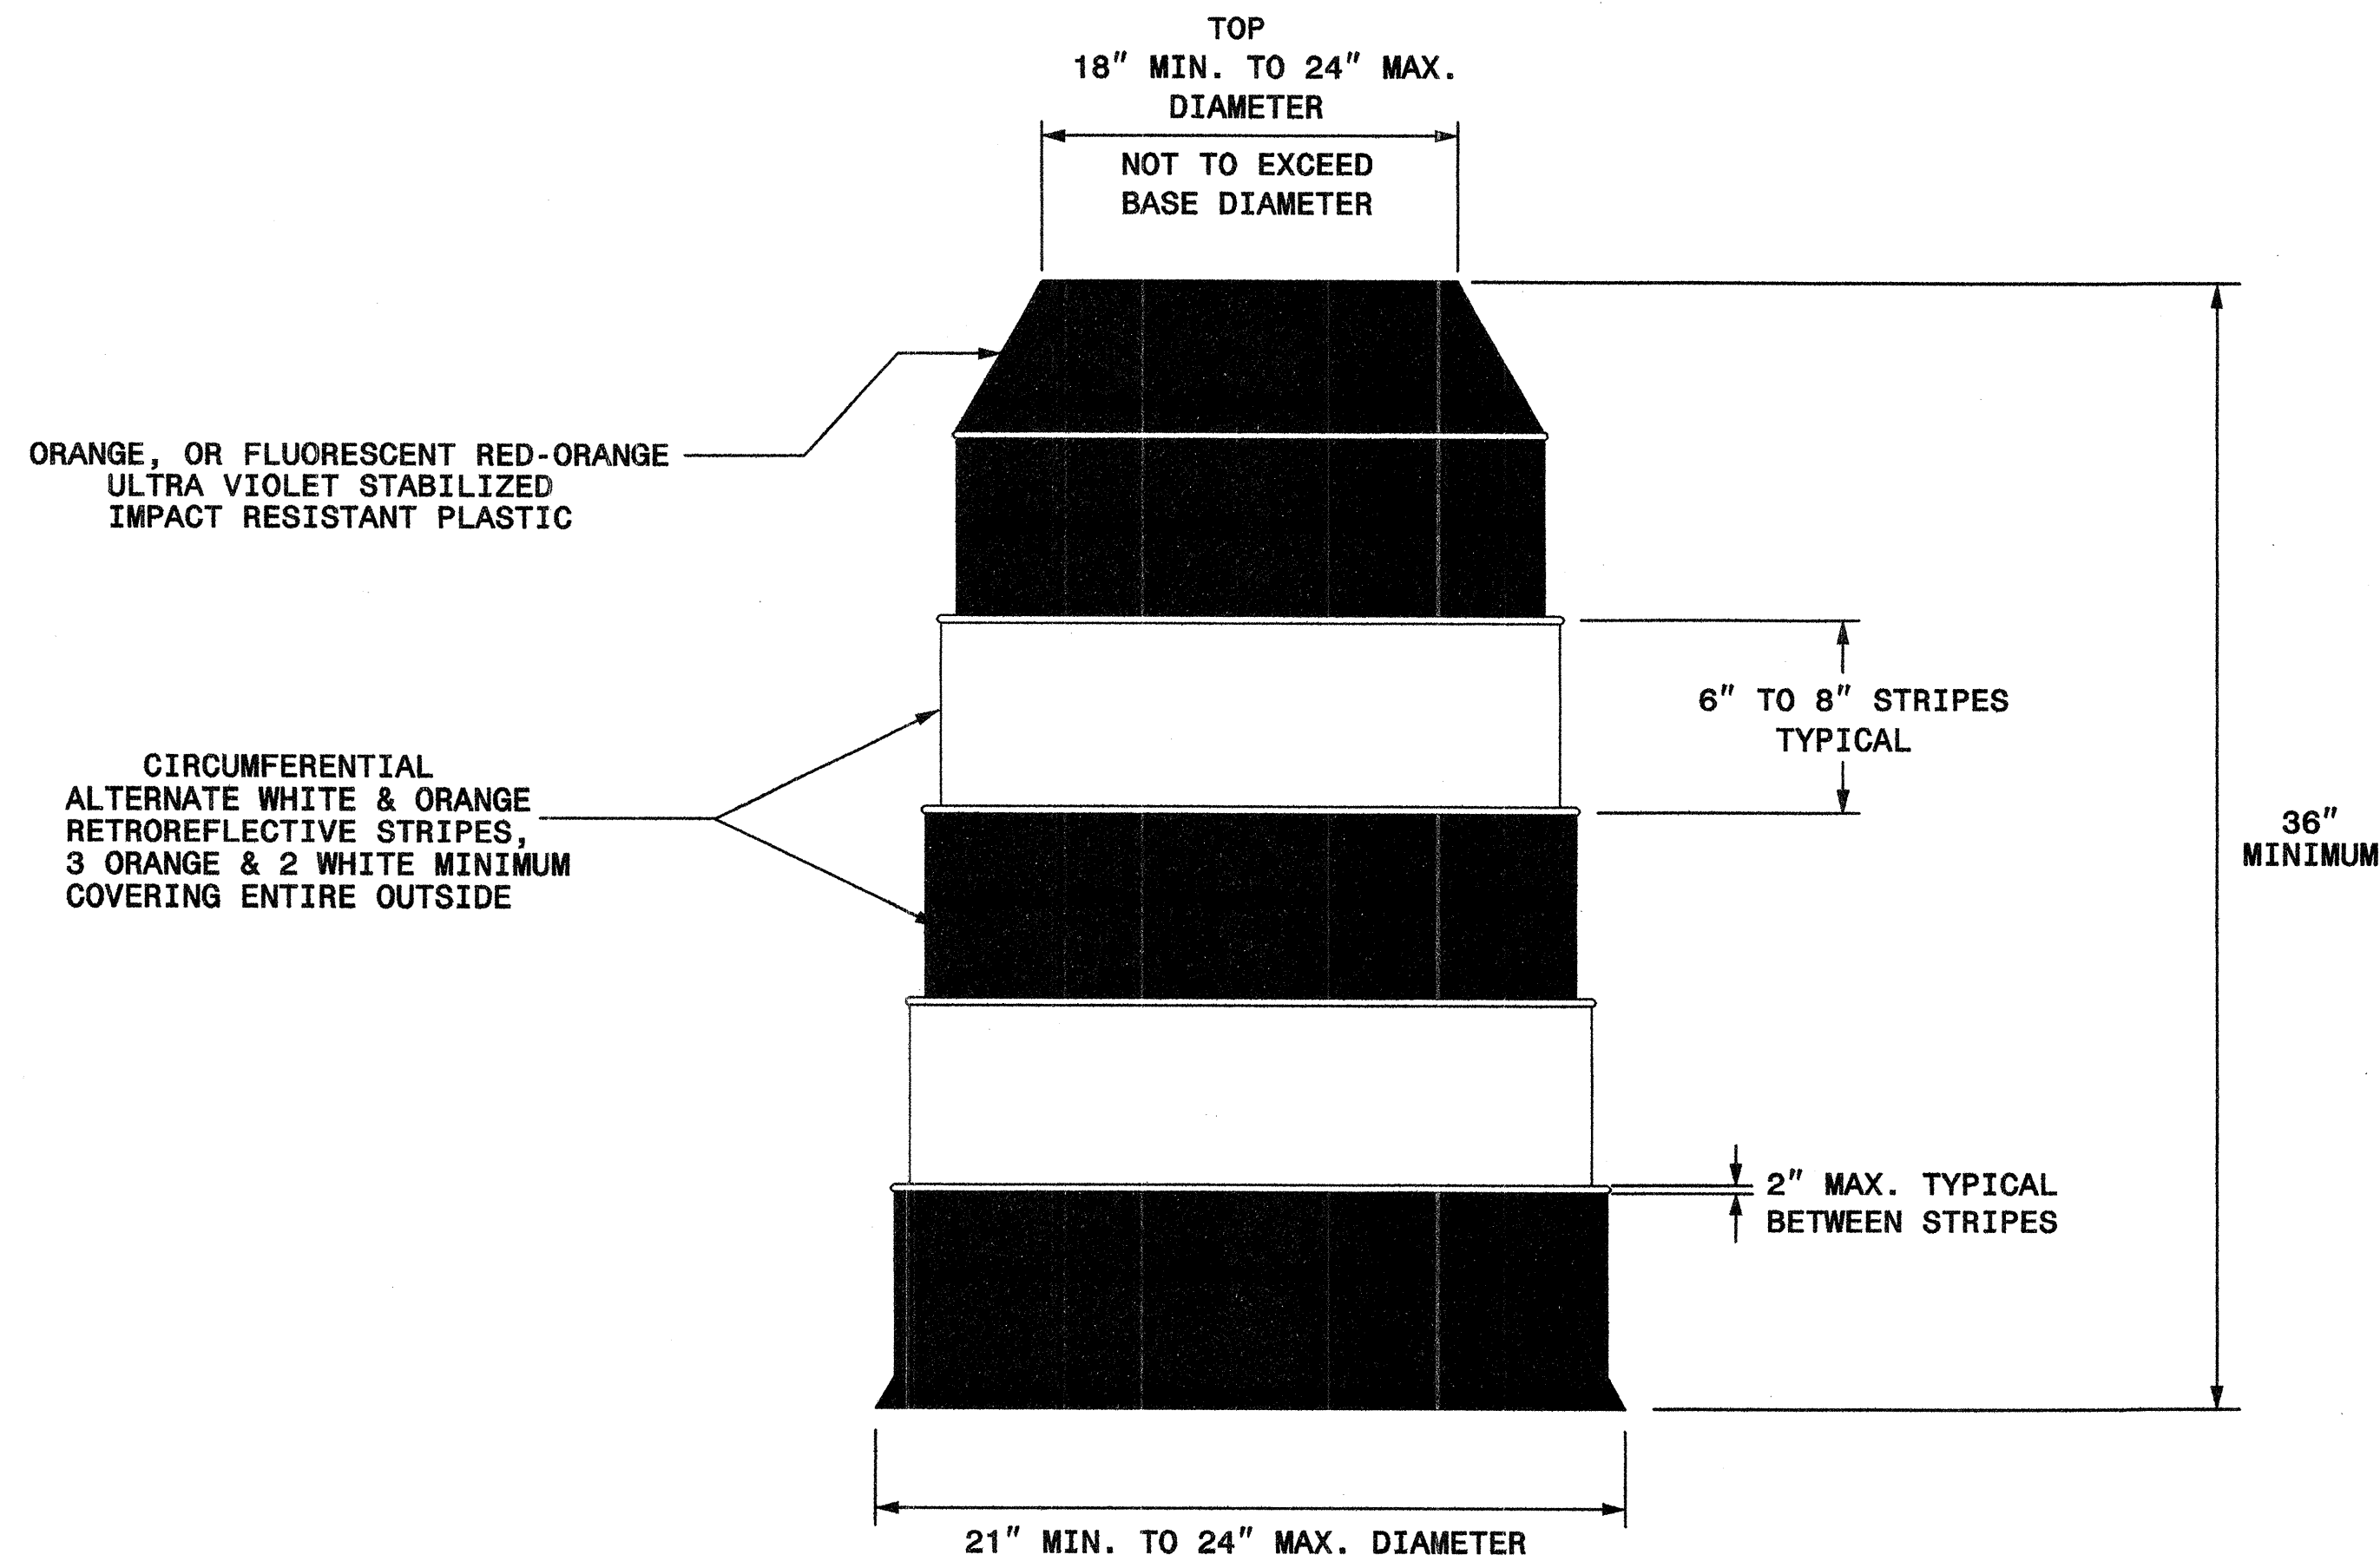 TOP
18" MIN. TO 24" MAX.
DIAMETER
NOT TO EXCEED
BASE DIAMETER
ORANGE, OR FLUORESCENT RED-ORANGE
ULTRA VIOLET STABILIZED
IMPACT RESISTANT PLASTIC
6" TO 8" STRIPES
TYPICAL
CIRCUMFERENTIAL
ALTERNATE WHITE & ORANGE
RETROREFLECTIVE STRIPES,
3 ORANGE & 2 WHITE MINIMUM
COVERING ENTIRE OUTSIDE
36"
MINIMUM
2" MAX. TYPICAL
BETWEEN STRIPES
21" MIN. TO 24" MAX. DIAMETER